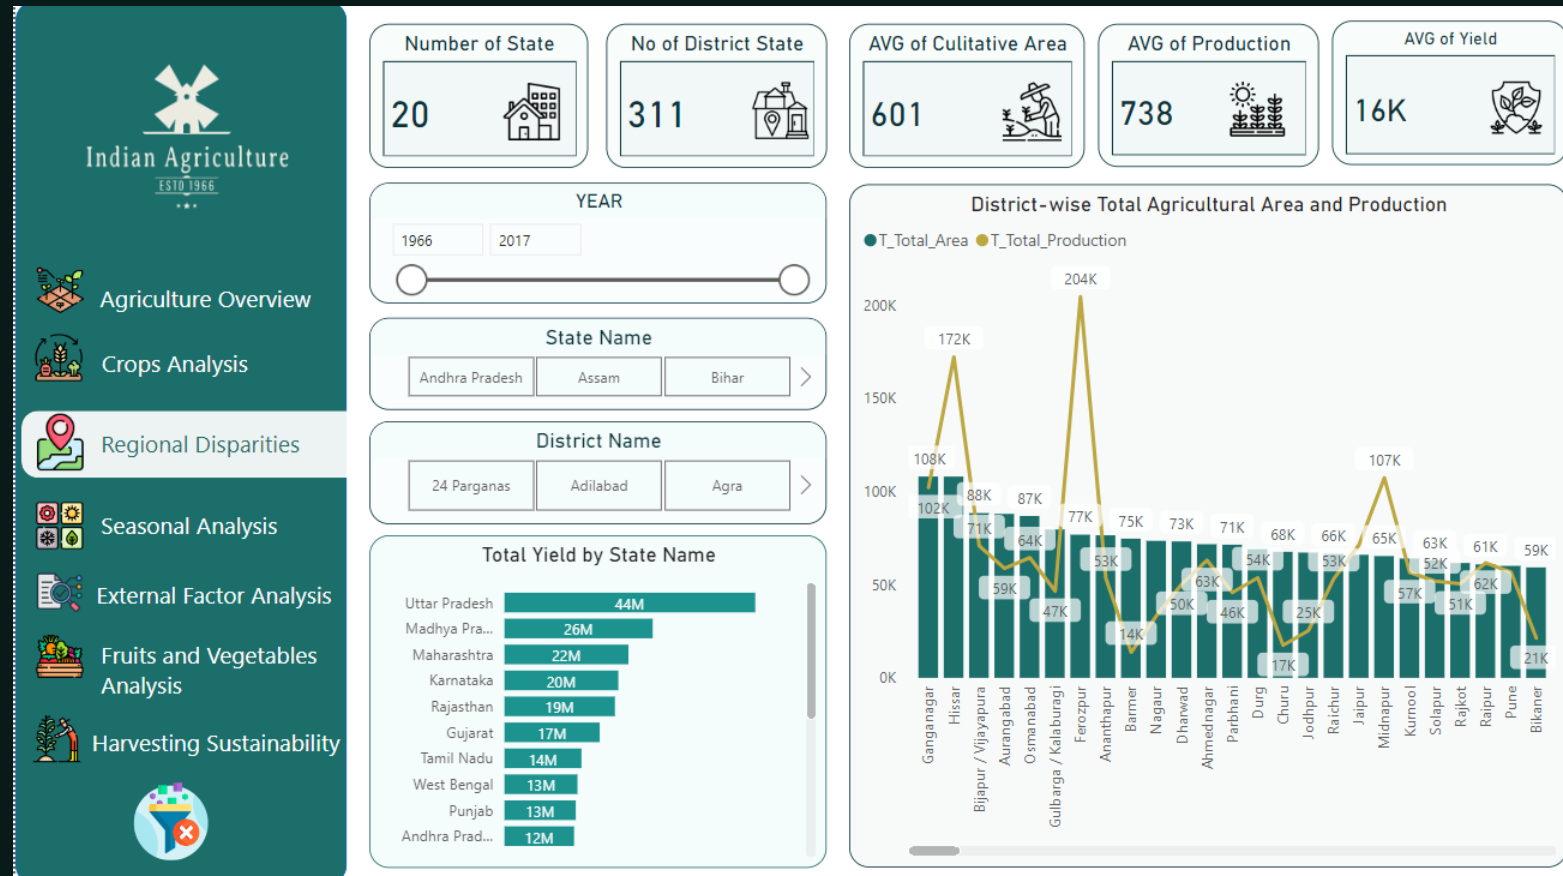 Indian Agriculture
ESTD 1966
Agriculture Overview
Crops Analysis
Regional Disparities
Seasonal Analysis
External Factor Analysis
Fruits and Vegetables
Analysis
Harvesting Sustainability
Number of State
20
No of District State
311
AVG of Culitative Area
601
AVG of Production
738
AVG of Yield
16K
YEAR
1966 2017
State Name
Andhra Pradesh Assam Bihar
District Name
24 Parganas Adilabad Agra
Total Yield by State Name
Uttar Pradesh 44M
Madhya Pra... 26M
Maharashtra 22M
Karnataka 20M
Rajasthan 19M
Gujarat 17M
Tamil Nadu 14M
West Bengal 13M
Punjab 13M
Andhra Prad... 12M
District-wise Total Agricultural Area and Production
T_Total_Area T_Total_Production
200K
150K
100K
50K
0K
204K
172K
108K
107K
102K
88K
87K
77K
75K
73K
71K
68K
66K
65K
63K
61K
59K
71K
64K
59K
47K
53K
14K
50K
63K
46K
54K
17K
25K
53K
57K
52K
51K
62K
21K
Ganganagar
Hissar
Bijapur / Vijayapura
Aurangabad
Osmanabad
Gulbarga / Kalaburagi
Ferozpur
Ananthapur
Barmer
Nagaur
Dharwad
Ahmednagar
Parbhani
Durg
Churu
Jodhpur
Raichur
Jaipur
Midnapur
Kurnool
Solapur
Rajkot
Raipur
Pune
Bikaner